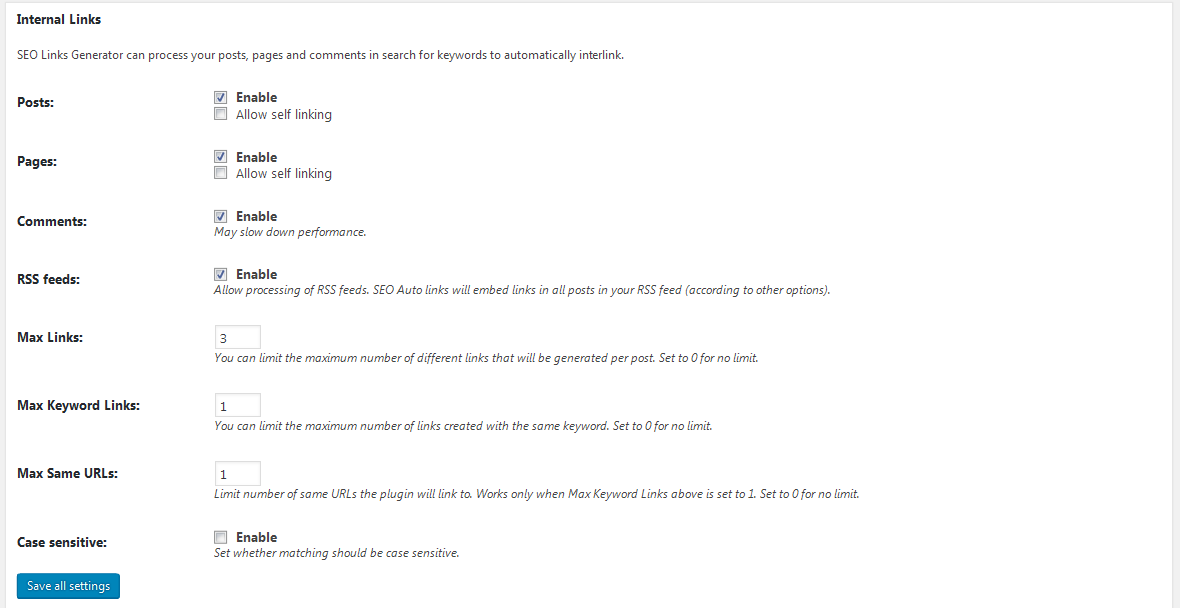 Internal Links
SEO Links Generator can process your posts, pages and comments in search for keywords to automatically interlink.
Posts:
Enable
Allow self linking
Pages:
Enable
Allow self linking
Comments:
Enable
May slow down performance.
RSS feeds:
Enable
Allow processing of RSS feeds. SEO Auto links will embed links in all posts in your RSS feed (according to other options).
Max Links:
3
You can limit the maximum number of different links that will be generated per post. Set to 0 for no limit.
Max Keyword Links:
1
You can limit the maximum number of links created with the same keyword. Set to 0 for no limit.
Max Same URLs:
1
Limit number of same URLs the plugin will link to. Works only when Max Keyword Links above is set to 1. Set to 0 for no limit.
Case sensitive:
Enable
Set whether matching should be case sensitive.
Save all settings